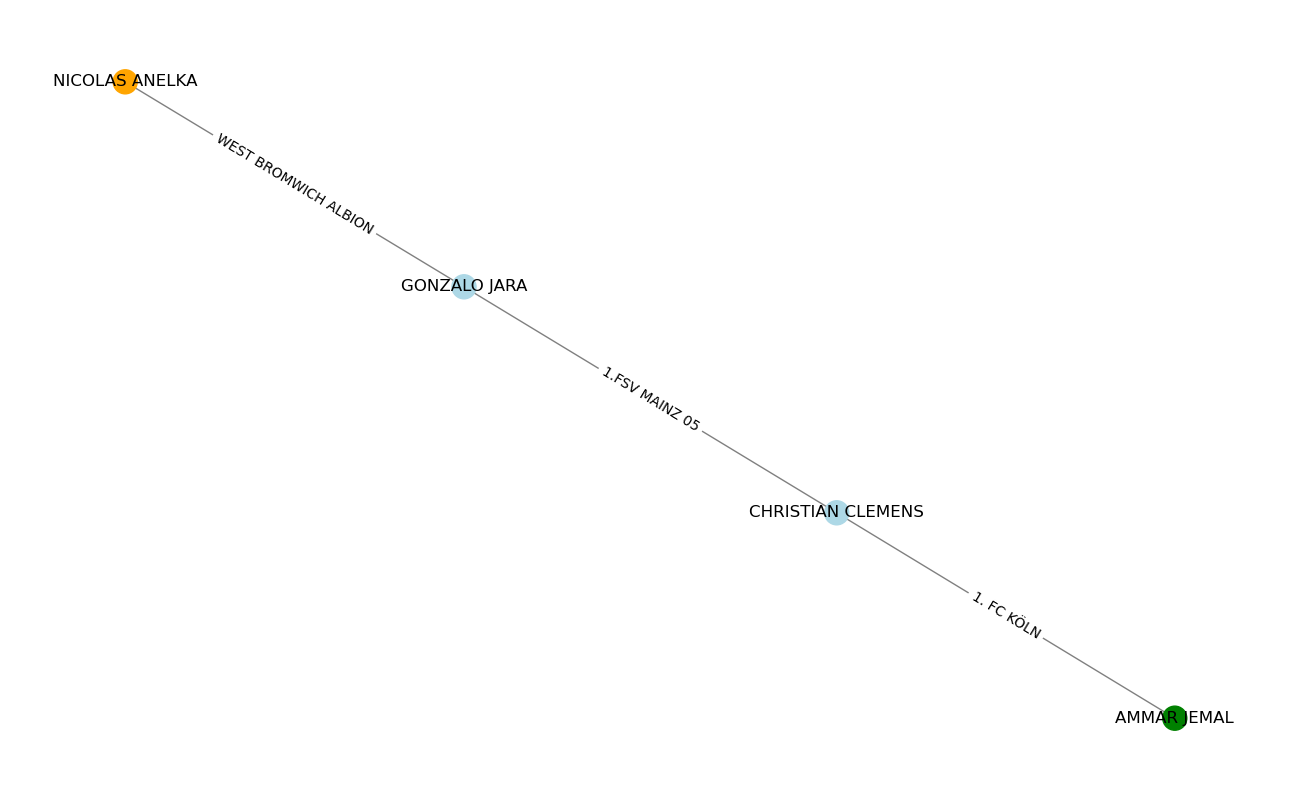 NICOLAS ANELKA
WEST BROMWICH ALBION
GONZALO JARA
1.FSV MAINZ 05
CHRISTIAN CLEMENS
1. FC KÖLN
AMMAR JEMAL